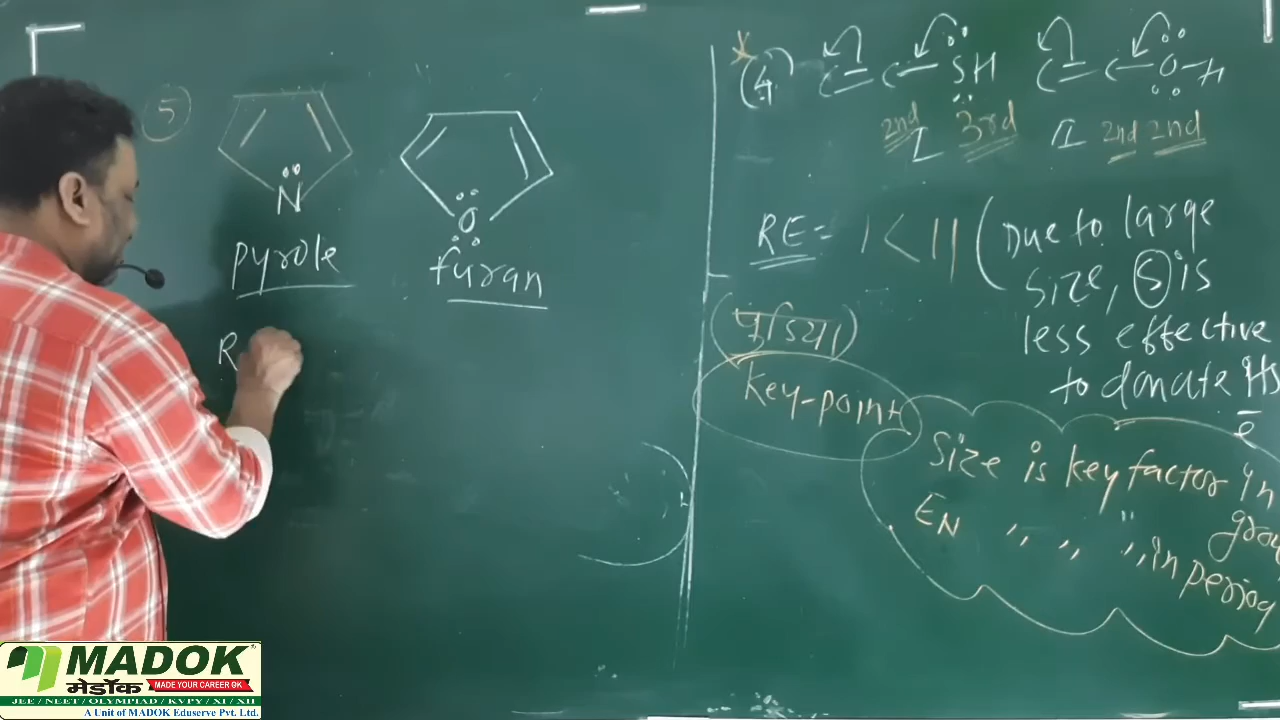 5
N
O
pyrole
furan
R
(4) C = C – SH C = C – O – H
2nd 3rd 2nd 2nd
I II
RE = I < II (Due to large
size, S is
less effective
to donate its
e
(पुडिया)
Key-point
Size is key factor in
EN " " " in period
MADOK
मेडॉक MADE YOUR CAREER GK
JEE / NEET / OLYMPIAD / KVPY / XI / XII
A Unit of MADOK Eduserve Pvt. Ltd.